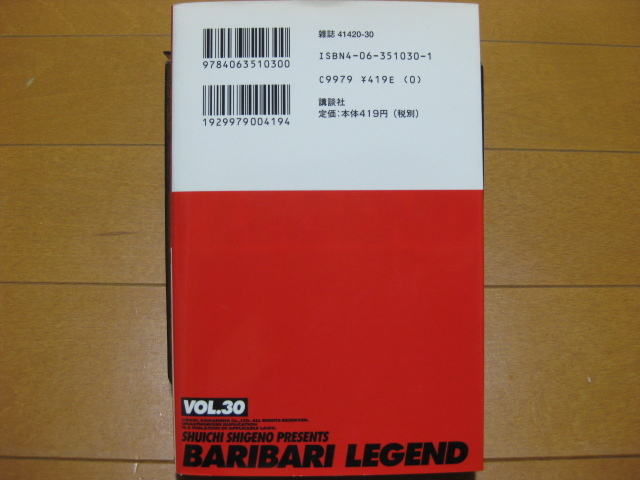 雑誌 41420-30
9784063510300
ISBN4-06-351030-1
C9979 ¥419E (0)
1929979004194
講談社
定価:本体419円(税別)
VOL.30
SHUICHI SHIGENO PRESENTS
BARIBARI LEGEND